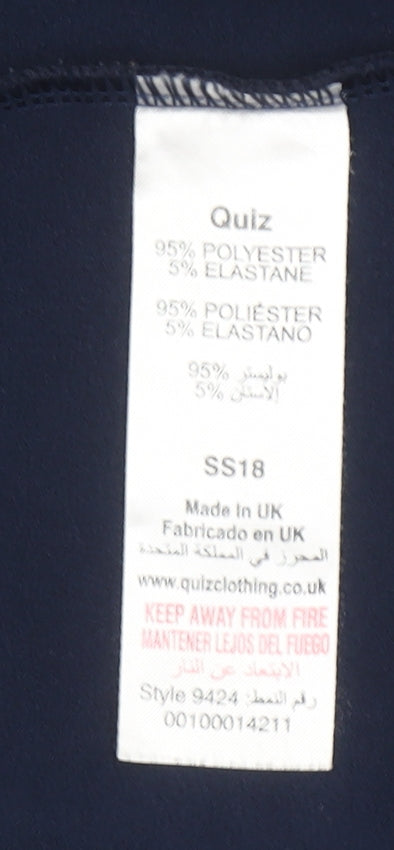 Quiz
95% POLYESTER
5% ELASTANE
95% POLIÉSTER
5% ELASTANO
بوليستر 95%
إلاستان 5%
SS18
Made In UK
Fabricado en UK
في المملكة المتحدة
www.quizclothing.co.uk
KEEP AWAY FROM FIRE
MANTENER LEJOS DEL FUEGO
الابتعاد عن النار
Style 9424 :رقم النمط
00100014211